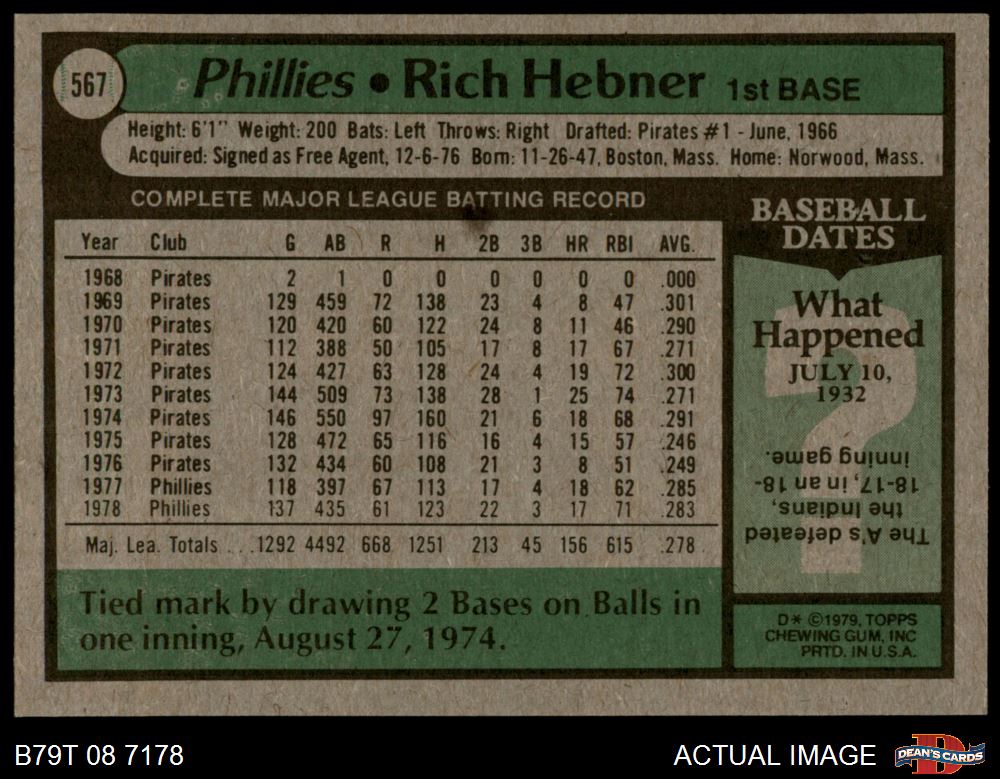 567
Phillies • Rich Hebner 1st BASE
Height: 6'1" Weight: 200 Bats: Left Throws: Right Drafted: Pirates #1 - June, 1966
Acquired: Signed as Free Agent, 12-6-76 Born: 11-26-47, Boston, Mass. Home: Norwood, Mass.
COMPLETE MAJOR LEAGUE BATTING RECORD
Year Club G AB R H 2B 3B HR RBI AVG.
1968 Pirates 2 1 0 0 0 0 0 0 .000
1969 Pirates 129 459 72 138 23 4 8 47 .301
1970 Pirates 120 420 60 122 24 8 11 46 .290
1971 Pirates 112 388 50 105 17 8 17 67 .271
1972 Pirates 124 427 63 128 24 4 19 72 .300
1973 Pirates 144 509 73 138 28 1 25 74 .271
1974 Pirates 146 550 97 160 21 6 18 68 .291
1975 Pirates 128 472 65 116 16 4 15 57 .246
1976 Pirates 132 434 60 108 21 3 8 51 .249
1977 Phillies 118 397 67 113 17 4 18 62 .285
1978 Phillies 137 435 61 123 22 3 17 71 .283
Maj. Lea. Totals . . .1292 4492 668 1251 213 45 156 615 .278
Tied mark by drawing 2 Bases on Balls in
one inning, August 27, 1974.
BASEBALL
DATES
What
Happened
JULY 10,
1932
?
The A's defeated
the Indians,
18-17, in an 18-
inning game.
D* ©1979, TOPPS
CHEWING GUM, INC
PRTD. IN U.S.A.
B79T 08 7178
ACTUAL IMAGE
D
DEAN'S CARDS